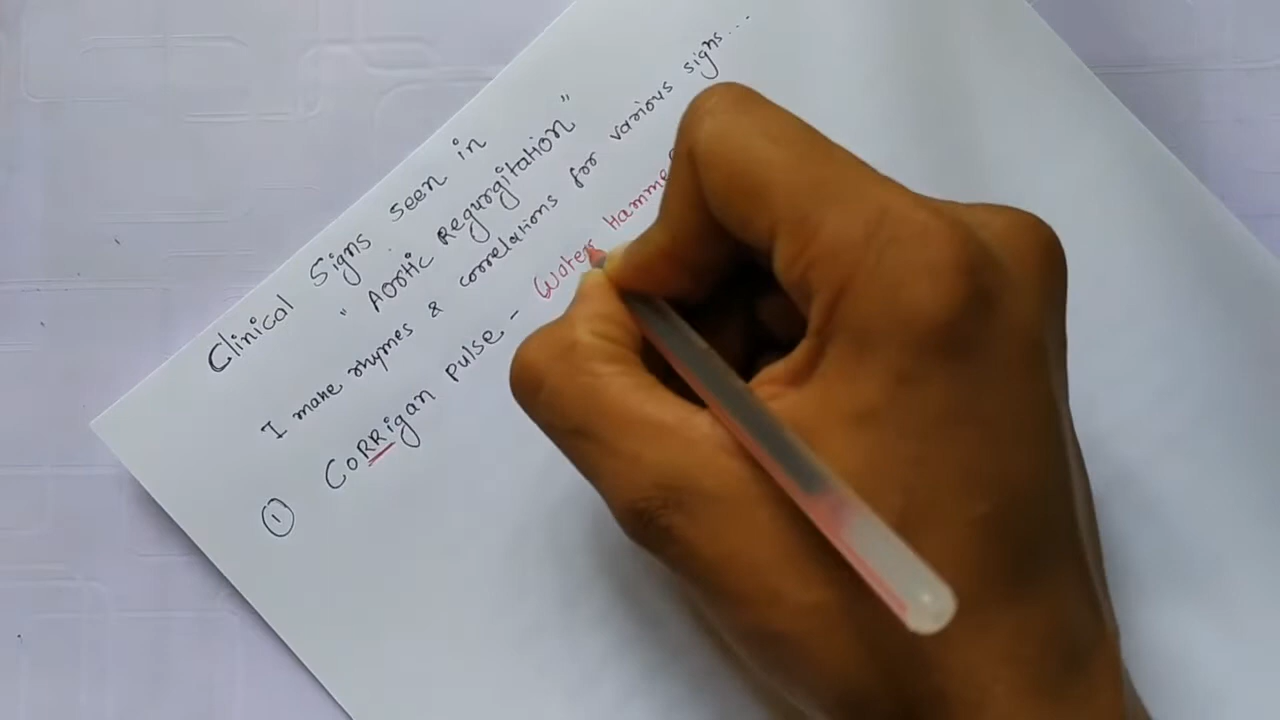 Clinical Signs seen in
"Aortic Regurgitation"
I make rhymes & correlations for various signs...
① CoRRigan pulse - Water Hamme